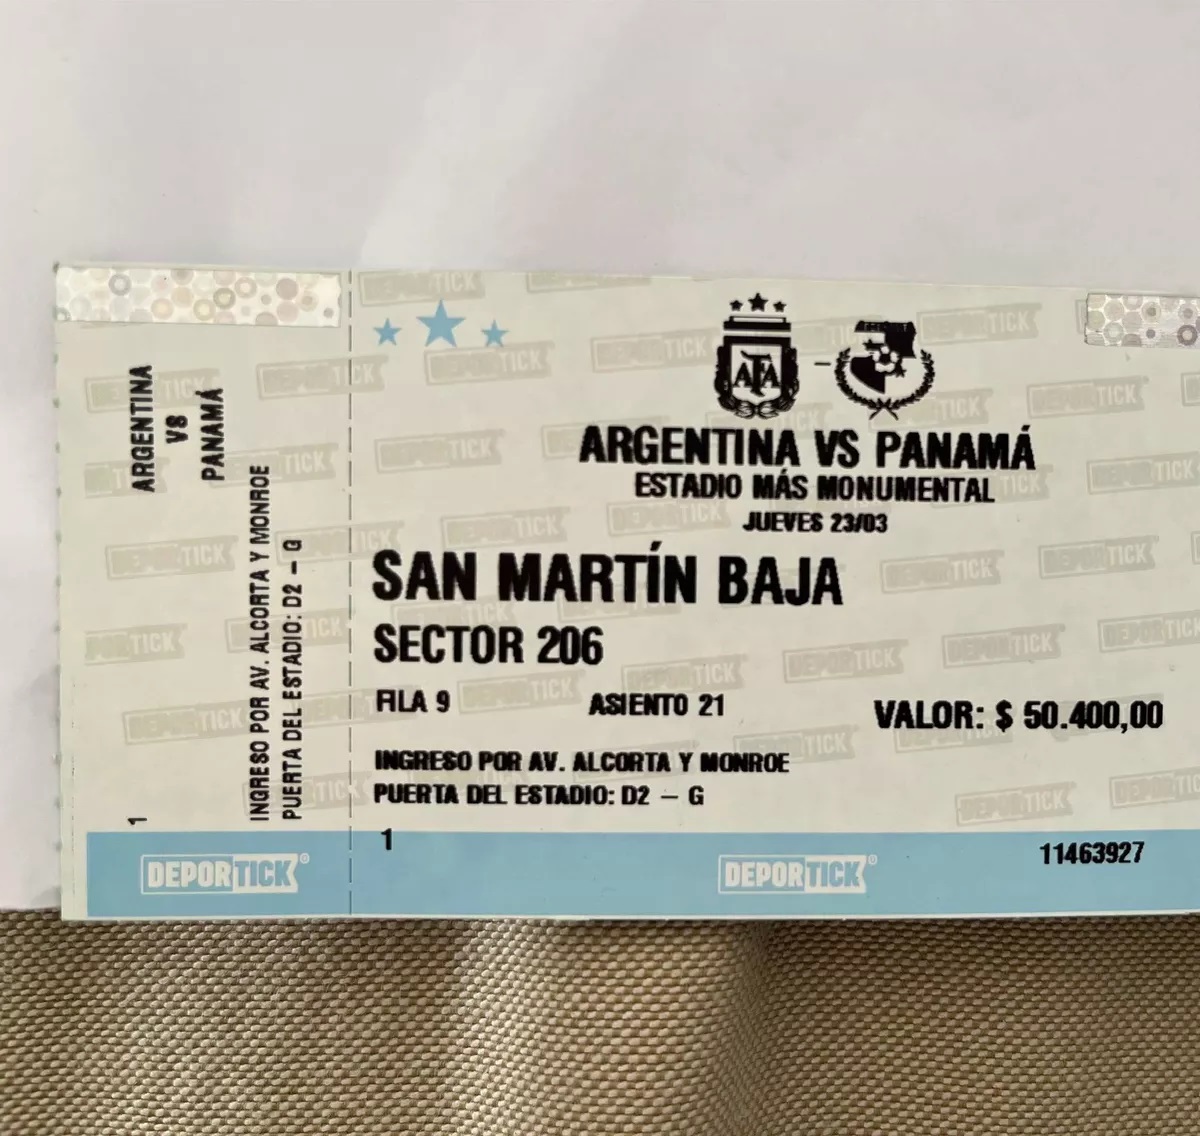 ARGENTINA
VS
PANAMÁ
INGRESO POR AV. ALCORTA Y MONROE
PUERTA DEL ESTADIO: D2 - G
1
DEPORTICK
AFA
ARGENTINA VS PANAMÁ
ESTADIO MÁS MONUMENTAL
JUEVES 23/03
SAN MARTÍN BAJA
SECTOR 206
FILA 9 ASIENTO 21
VALOR: $ 50.400,00
INGRESO POR AV. ALCORTA Y MONROE
PUERTA DEL ESTADIO: D2 - G
1
DEPORTICK
11463927